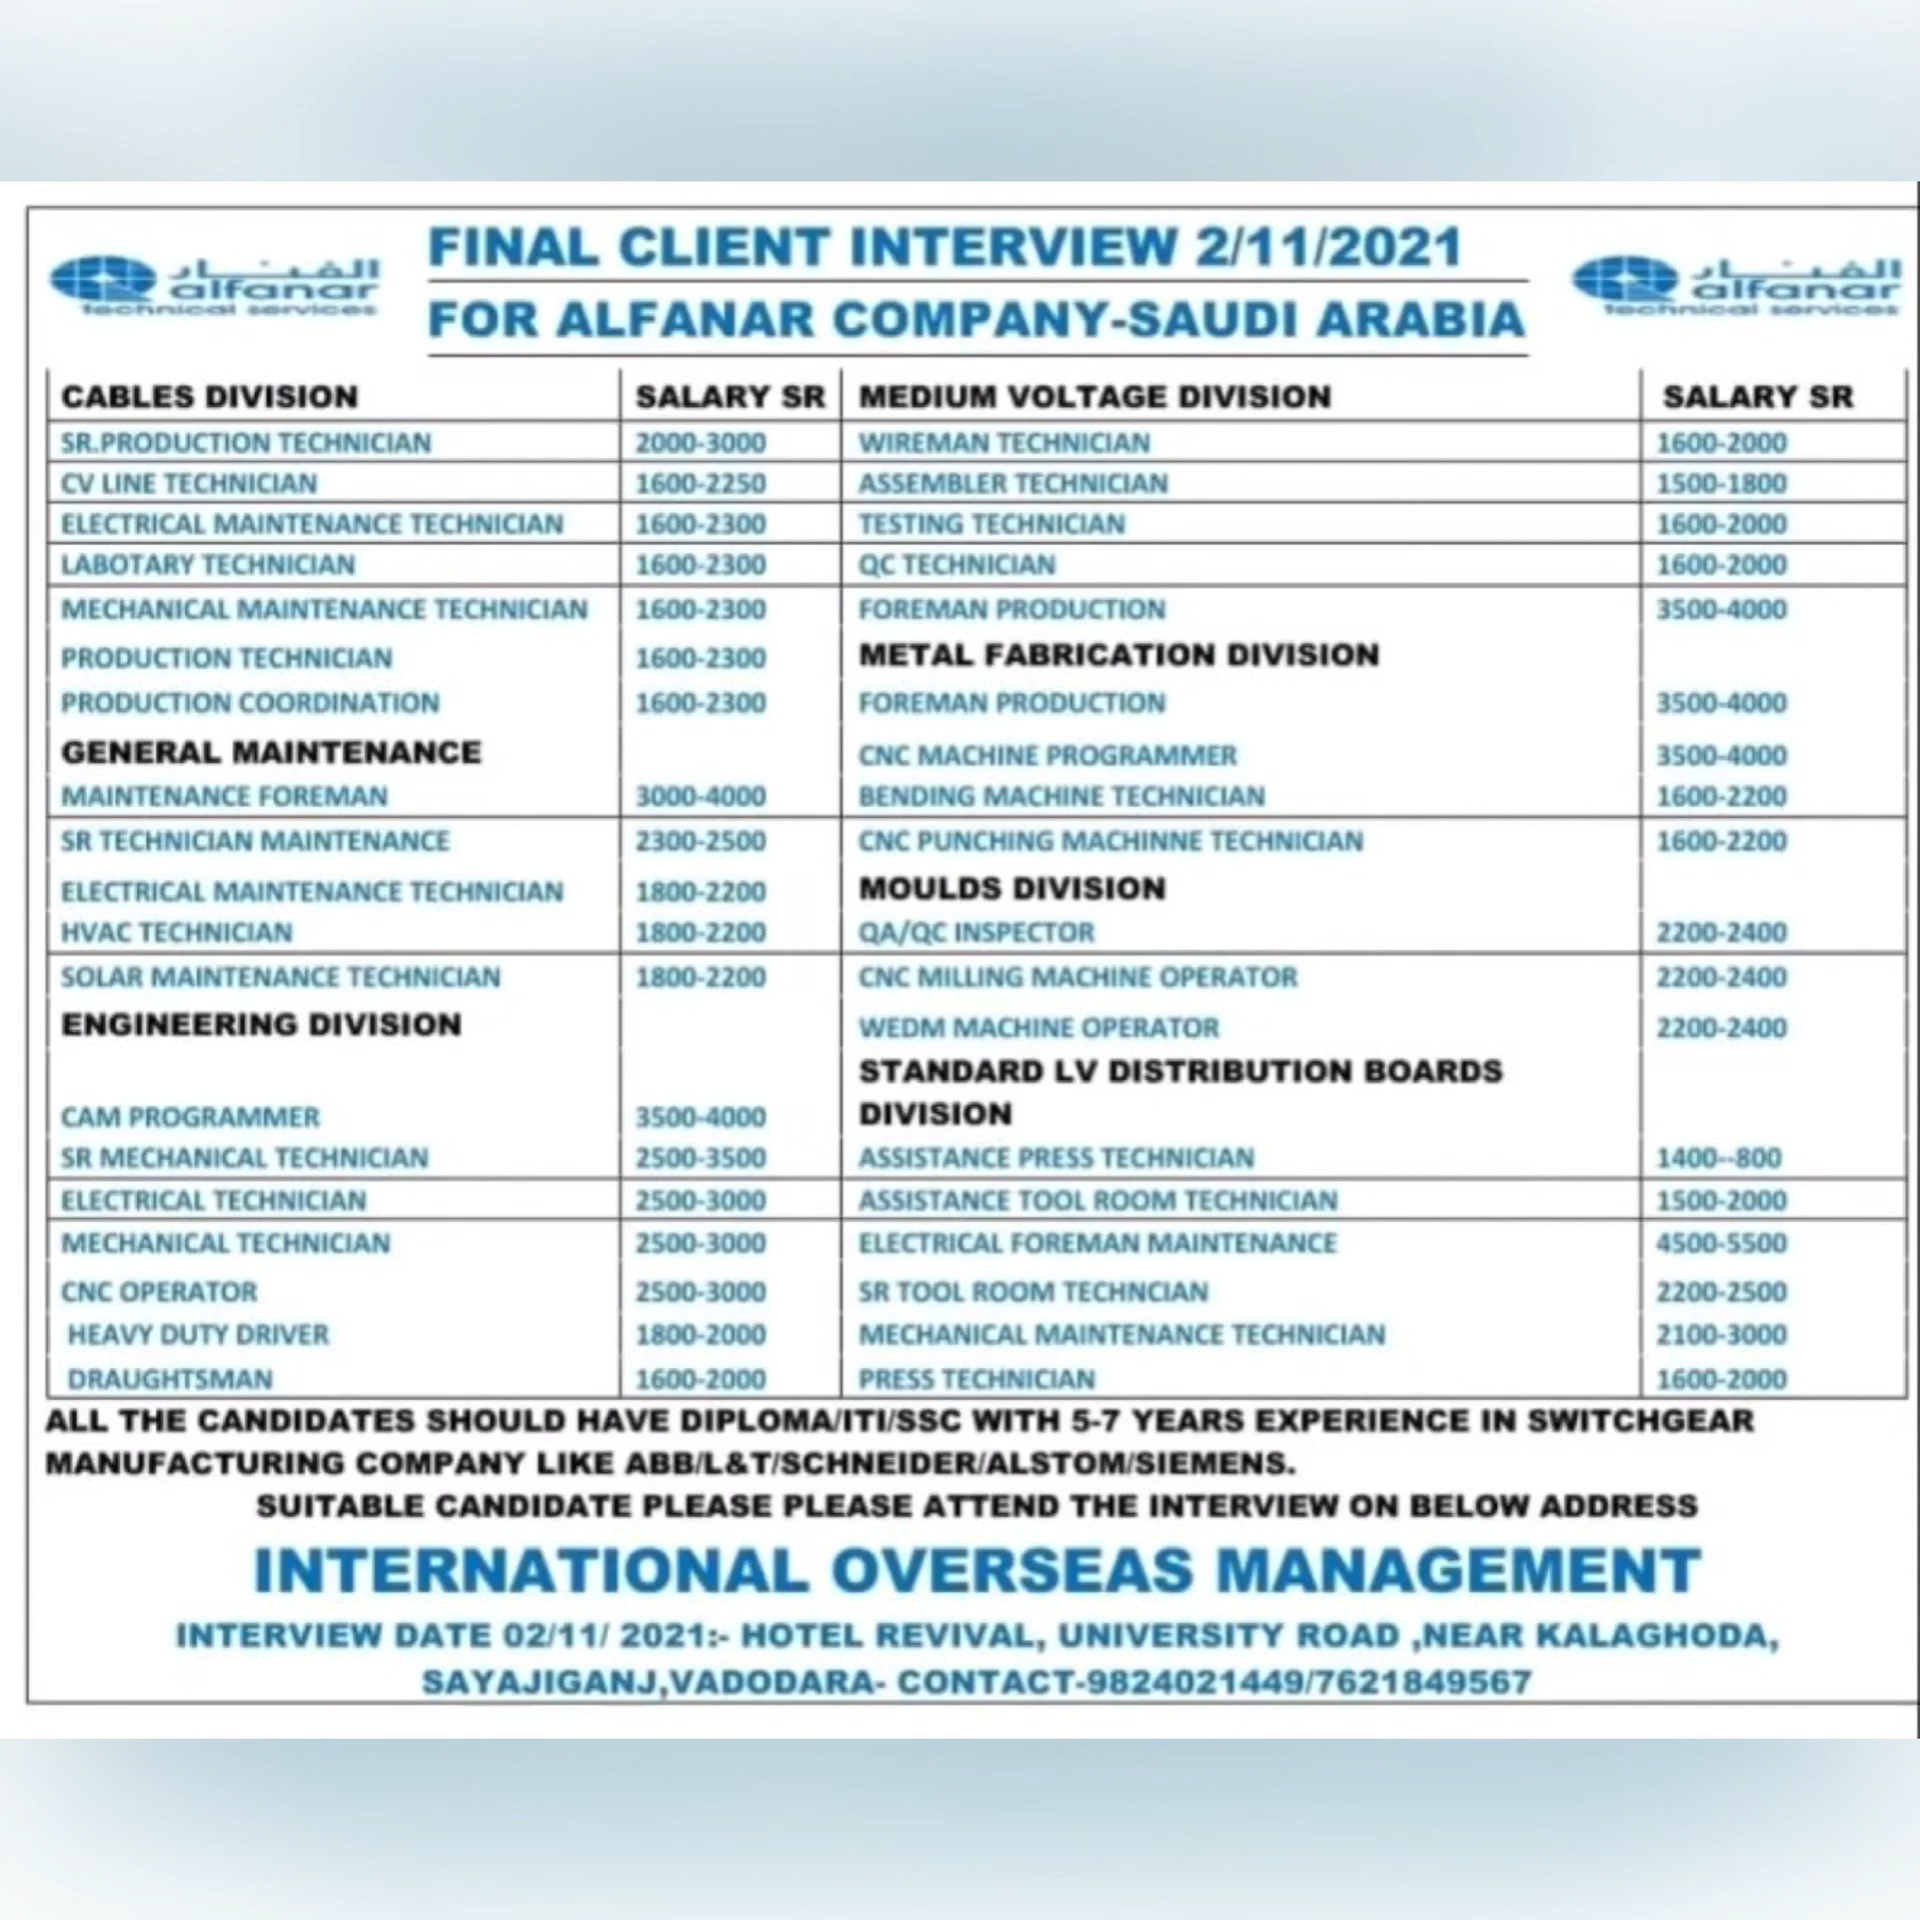 الفنار
alfanar
technical services
FINAL CLIENT INTERVIEW 2/11/2021
FOR ALFANAR COMPANY-SAUDI ARABIA
الفنار
alfanar
technical services
CABLES DIVISION SALARY SR MEDIUM VOLTAGE DIVISION SALARY SR
SR.PRODUCTION TECHNICIAN 2000-3000 WIREMAN TECHNICIAN 1600-2000
CV LINE TECHNICIAN 1600-2250 ASSEMBLER TECHNICIAN 1500-1800
ELECTRICAL MAINTENANCE TECHNICIAN 1600-2300 TESTING TECHNICIAN 1600-2000
LABOTARY TECHNICIAN 1600-2300 QC TECHNICIAN 1600-2000
MECHANICAL MAINTENANCE TECHNICIAN 1600-2300 FOREMAN PRODUCTION 3500-4000
PRODUCTION TECHNICIAN 1600-2300 METAL FABRICATION DIVISION
PRODUCTION COORDINATION 1600-2300 FOREMAN PRODUCTION 3500-4000
GENERAL MAINTENANCE CNC MACHINE PROGRAMMER 3500-4000
MAINTENANCE FOREMAN 3000-4000 BENDING MACHINE TECHNICIAN 1600-2200
SR TECHNICIAN MAINTENANCE 2300-2500 CNC PUNCHING MACHINNE TECHNICIAN 1600-2200
ELECTRICAL MAINTENANCE TECHNICIAN 1800-2200 MOULDS DIVISION
HVAC TECHNICIAN 1800-2200 QA/QC INSPECTOR 2200-2400
SOLAR MAINTENANCE TECHNICIAN 1800-2200 CNC MILLING MACHINE OPERATOR 2200-2400
ENGINEERING DIVISION WEDM MACHINE OPERATOR 2200-2400
STANDARD LV DISTRIBUTION BOARDS
CAM PROGRAMMER 3500-4000 DIVISION
SR MECHANICAL TECHNICIAN 2500-3500 ASSISTANCE PRESS TECHNICIAN 1400--800
ELECTRICAL TECHNICIAN 2500-3000 ASSISTANCE TOOL ROOM TECHNICIAN 1500-2000
MECHANICAL TECHNICIAN 2500-3000 ELECTRICAL FOREMAN MAINTENANCE 4500-5500
CNC OPERATOR 2500-3000 SR TOOL ROOM TECHNCIAN 2200-2500
HEAVY DUTY DRIVER 1800-2000 MECHANICAL MAINTENANCE TECHNICIAN 2100-3000
DRAUGHTSMAN 1600-2000 PRESS TECHNICIAN 1600-2000
ALL THE CANDIDATES SHOULD HAVE DIPLOMA/ITI/SSC WITH 5-7 YEARS EXPERIENCE IN SWITCHGEAR
MANUFACTURING COMPANY LIKE ABB/L&T/SCHNEIDER/ALSTOM/SIEMENS.
SUITABLE CANDIDATE PLEASE PLEASE ATTEND THE INTERVIEW ON BELOW ADDRESS
INTERNATIONAL OVERSEAS MANAGEMENT
INTERVIEW DATE 02/11/ 2021:- HOTEL REVIVAL, UNIVERSITY ROAD ,NEAR KALAGHODA,
SAYAJIGANJ,VADODARA- CONTACT-9824021449/7621849567